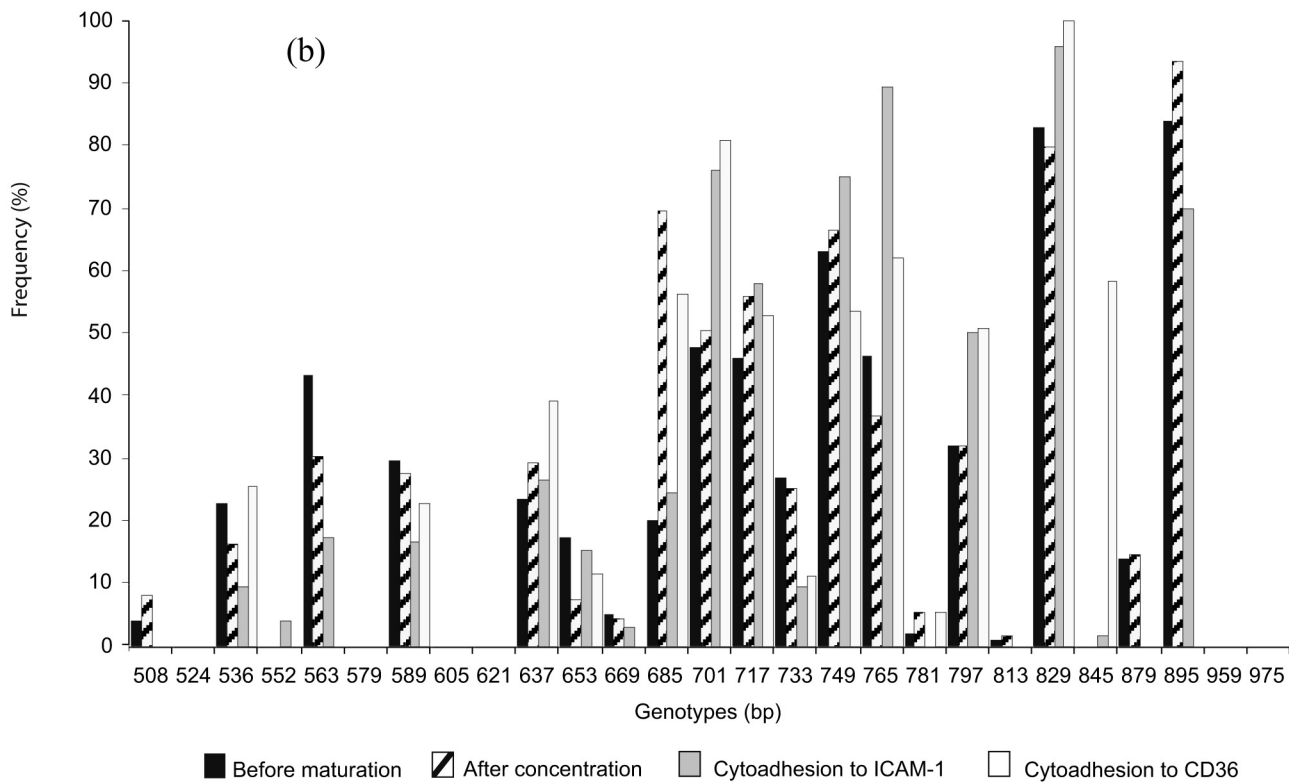 (b)
Frequency (%)
100
90
80
70
60
50
40
30
20
10
0
508 524 536 552 563 579 589 605 621 637 653 669 685 701 717 733 749 765 781 797 813 829 845 879 895 959 975
Genotypes (bp)
Before maturation After concentration Cytoadhesion to ICAM-1 Cytoadhesion to CD36